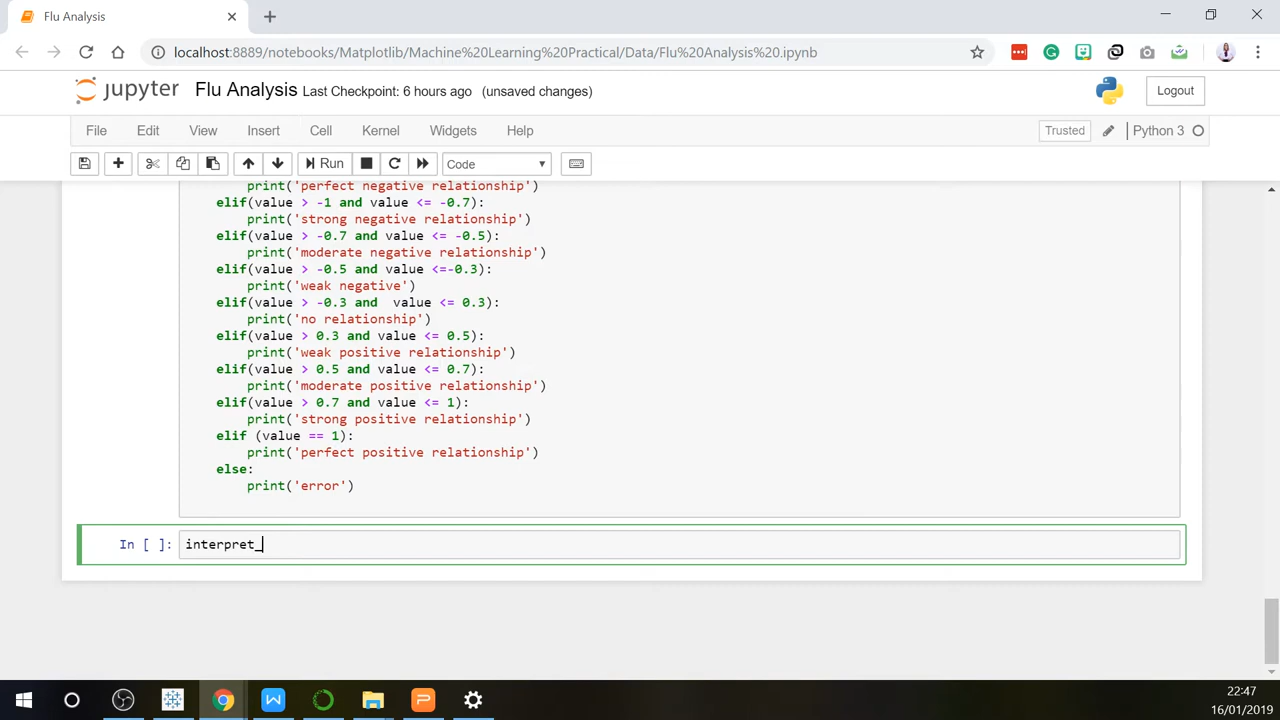 Flu Analysis
localhost:8889/notebooks/Matplotlib/Machine%20Learning%20Practical/Data/Flu%20Analysis%20.ipynb
jupyter Flu Analysis Last Checkpoint: 6 hours ago (unsaved changes) Logout
File Edit View Insert Cell Kernel Widgets Help Trusted Python 3
Run Code
print('perfect negative relationship')
elif(value > -1 and value <= -0.7):
print('strong negative relationship')
elif(value > -0.7 and value <= -0.5):
print('moderate negative relationship')
elif(value > -0.5 and value <=-0.3):
print('weak negative')
elif(value > -0.3 and  value <= 0.3):
print('no relationship')
elif(value > 0.3 and value <= 0.5):
print('weak positive relationship')
elif(value > 0.5 and value <= 0.7):
print('moderate positive relationship')
elif(value > 0.7 and value <= 1):
print('strong positive relationship')
elif (value == 1):
print('perfect positive relationship')
else:
print('error')
In [ ]: interpret_
22:47
16/01/2019